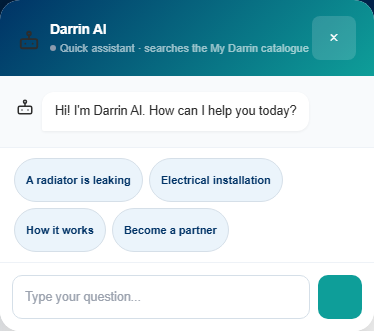 Darrin AI
Quick assistant · searches the My Darrin catalogue
×
Hi! I'm Darrin AI. How can I help you today?
A radiator is leaking
Electrical installation
How it works
Become a partner
Type your question...